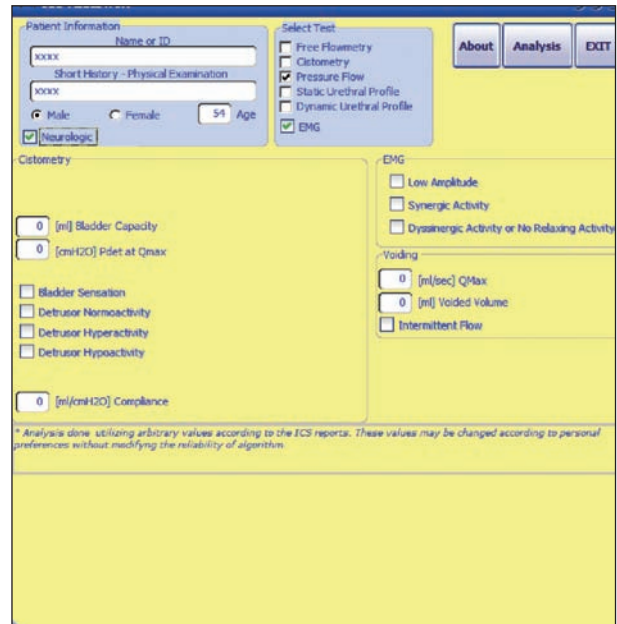 Patient Information
Name or ID
xxxx
Short History - Physical Examination
xxxx
Male Female 54 Age
Neurologic
Select Test
Free Flowmetry
Cistometry
Pressure Flow
Static Urethral Profile
Dynamic Urethral Profile
EMG
About Analysis EXIT
Cistometry
0 [ml] Bladder Capacity
0 [cmH2O] Pdet at Qmax
Bladder Sensation
Detrusor Normoactivity
Detrusor Hyperactivity
Detrusor Hypoactivity
0 [ml/cmH2O] Compliance
EMG
Low Amplitude
Synergic Activity
Dyssinergic Activity or No Relaxing Activity
Voiding
0 [ml/sec] QMax
0 [ml] Voided Volume
Intermittent Flow
* Analysis done utilizing arbitrary values according to the ICS reports. These values may be changed according to personal
preferences without modifyng the reliability of algorithm